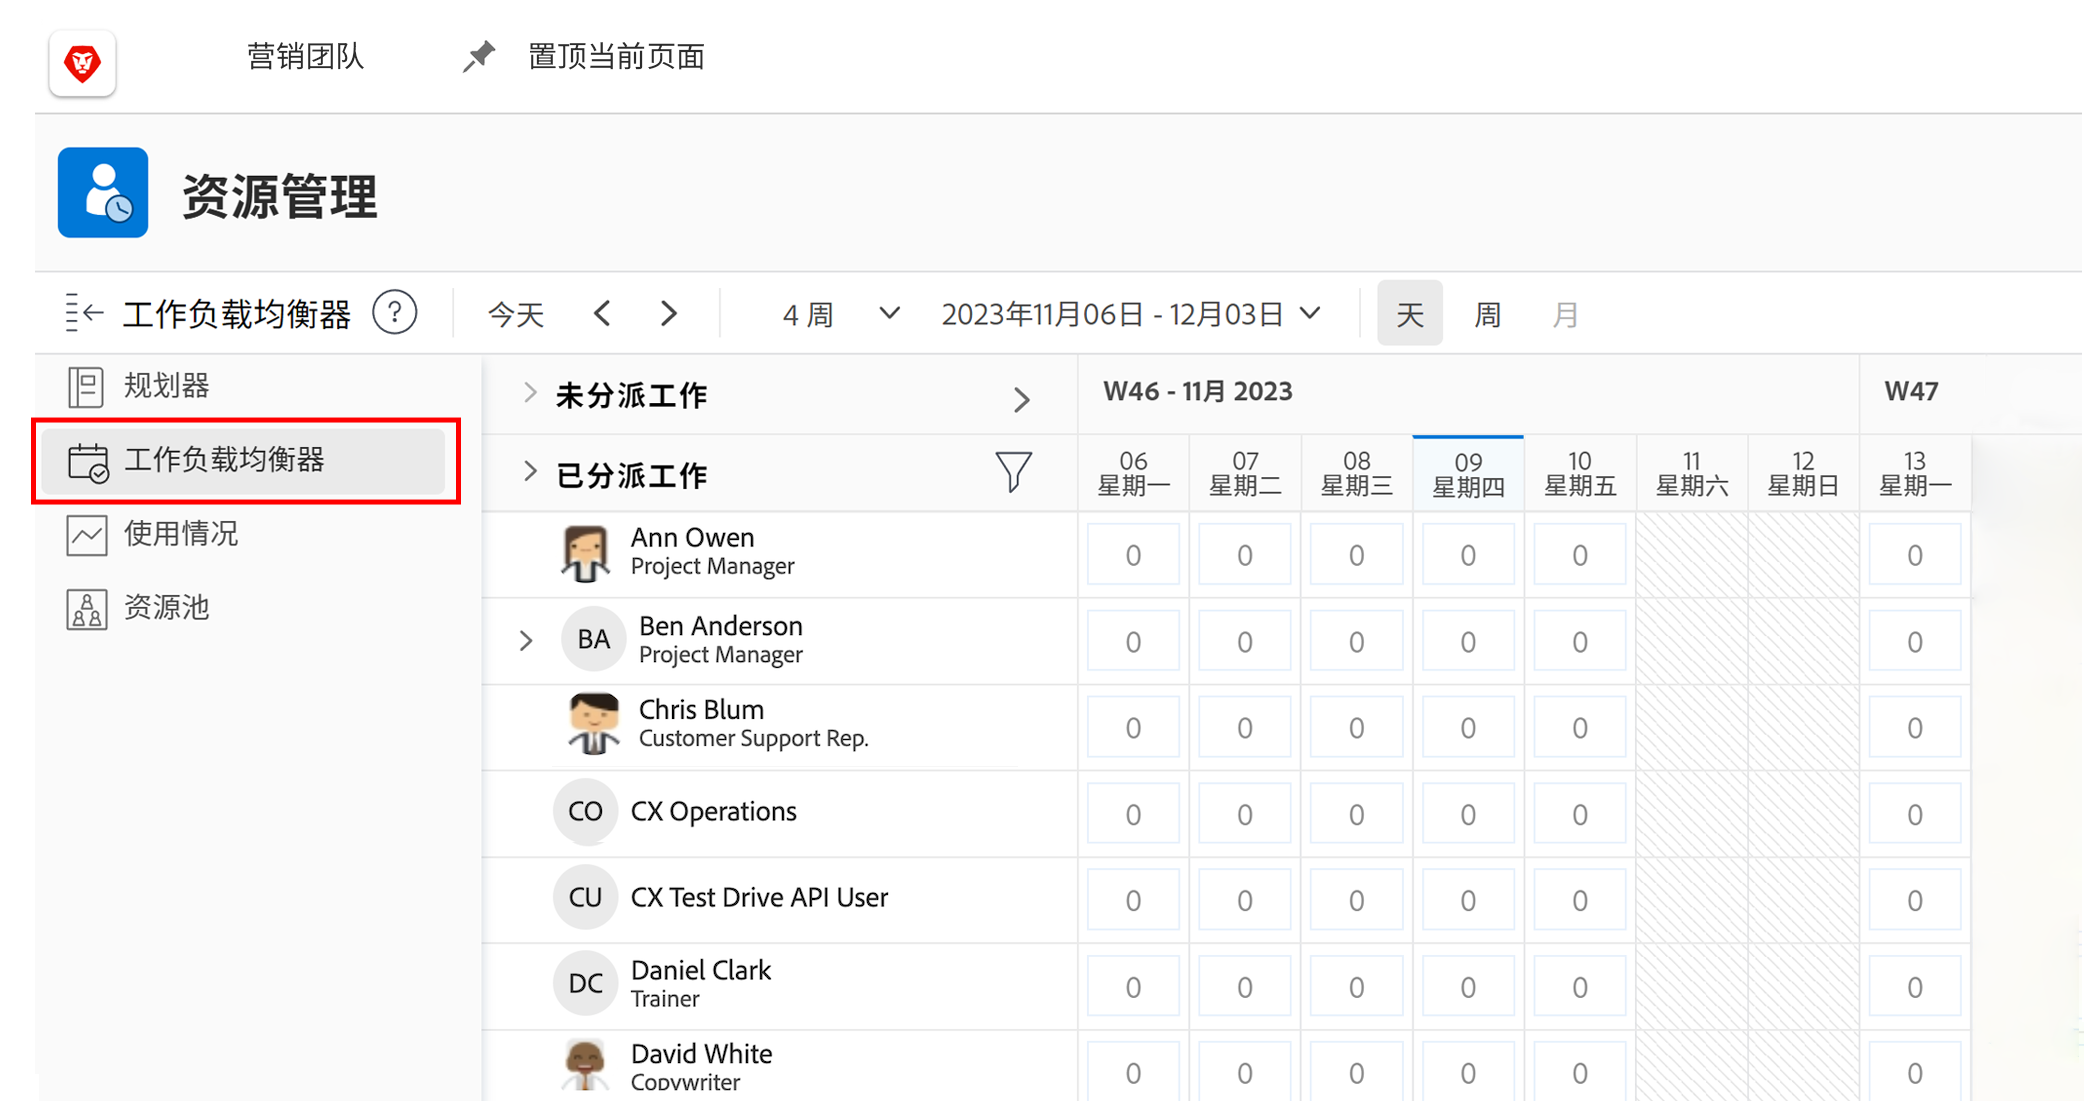 营销团队 置顶当前页面
资源管理
工作负载均衡器 ? 今天 4 周 2023年11月06日 - 12月03日 天 周 月
规划器
工作负载均衡器
使用情况
资源池
未分派工作 W46 - 11月 2023 W47
已分派工作
06 07 08 09 10 11 12 13
星期一 星期二 星期三 星期四 星期五 星期六 星期日 星期一
Ann Owen
Project Manager
0 0 0 0 0 0
BA Ben Anderson
Project Manager
0 0 0 0 0 0
Chris Blum
Customer Support Rep.
0 0 0 0 0 0
CO CX Operations
0 0 0 0 0 0
CU CX Test Drive API User
0 0 0 0 0 0
DC Daniel Clark
Trainer
0 0 0 0 0 0
David White
Copywriter
0 0 0 0 0 0